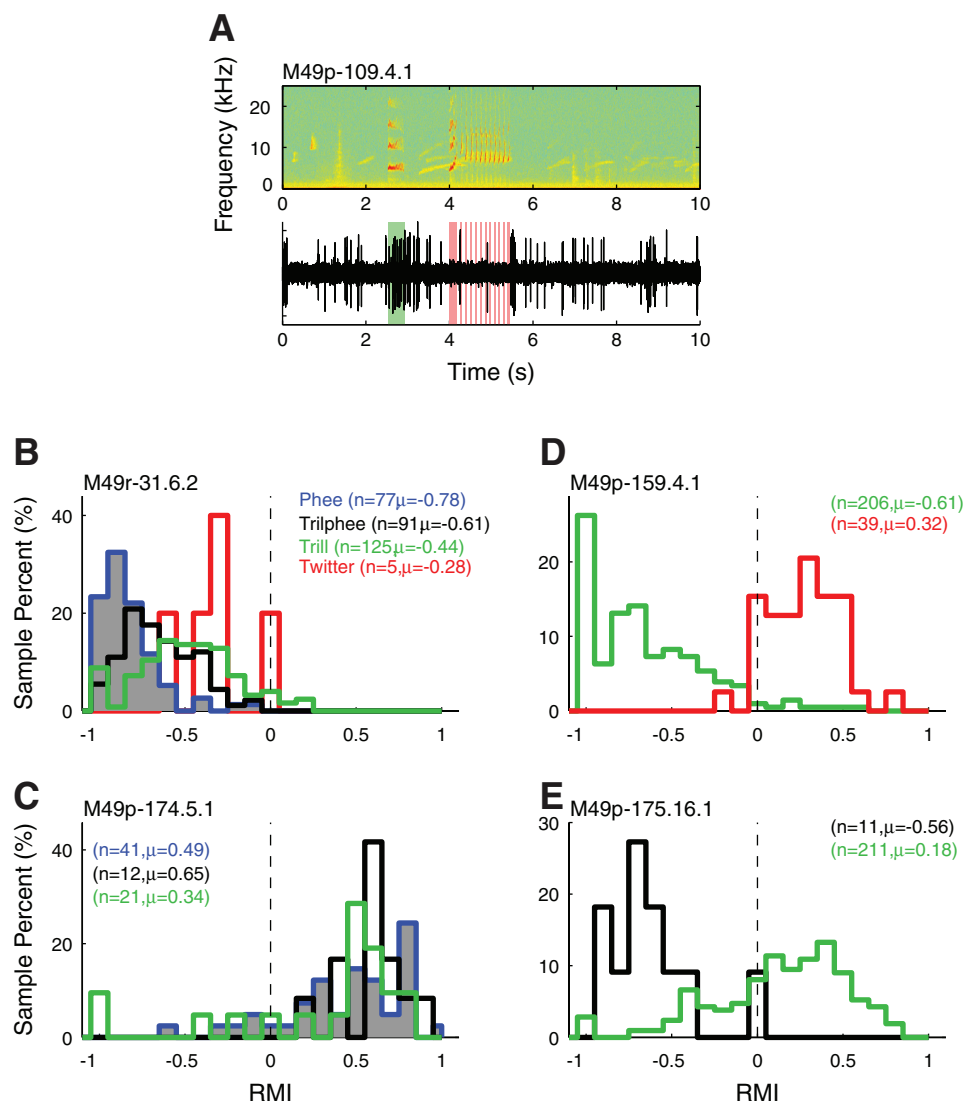 A
M49p-109.4.1
Frequency (kHz)
20
10
0
0 2 4 6 8 10
0 2 4 6 8 10
Time (s)
B
M49r-31.6.2
Sample Percent (%)
40
20
0
-1 -0.5 0 0.5 1
Phee (n=77μ=-0.78)
Trilphee (n=91μ=-0.61)
Trill (n=125μ=-0.44)
Twitter (n=5,μ=-0.28)
D
M49p-159.4.1
30
20
10
0
-1 -0.5 0 0.5 1
(n=206,μ=-0.61)
(n=39,μ=0.32)
C
M49p-174.5.1
Sample Percent (%)
40
20
0
-1 -0.5 0 0.5 1
RMI
(n=41,μ=0.49)
(n=12,μ=0.65)
(n=21,μ=0.34)
E
M49p-175.16.1
30
20
10
0
-1 -0.5 0 0.5 1
RMI
(n=11,μ=-0.56)
(n=211,μ=0.18)